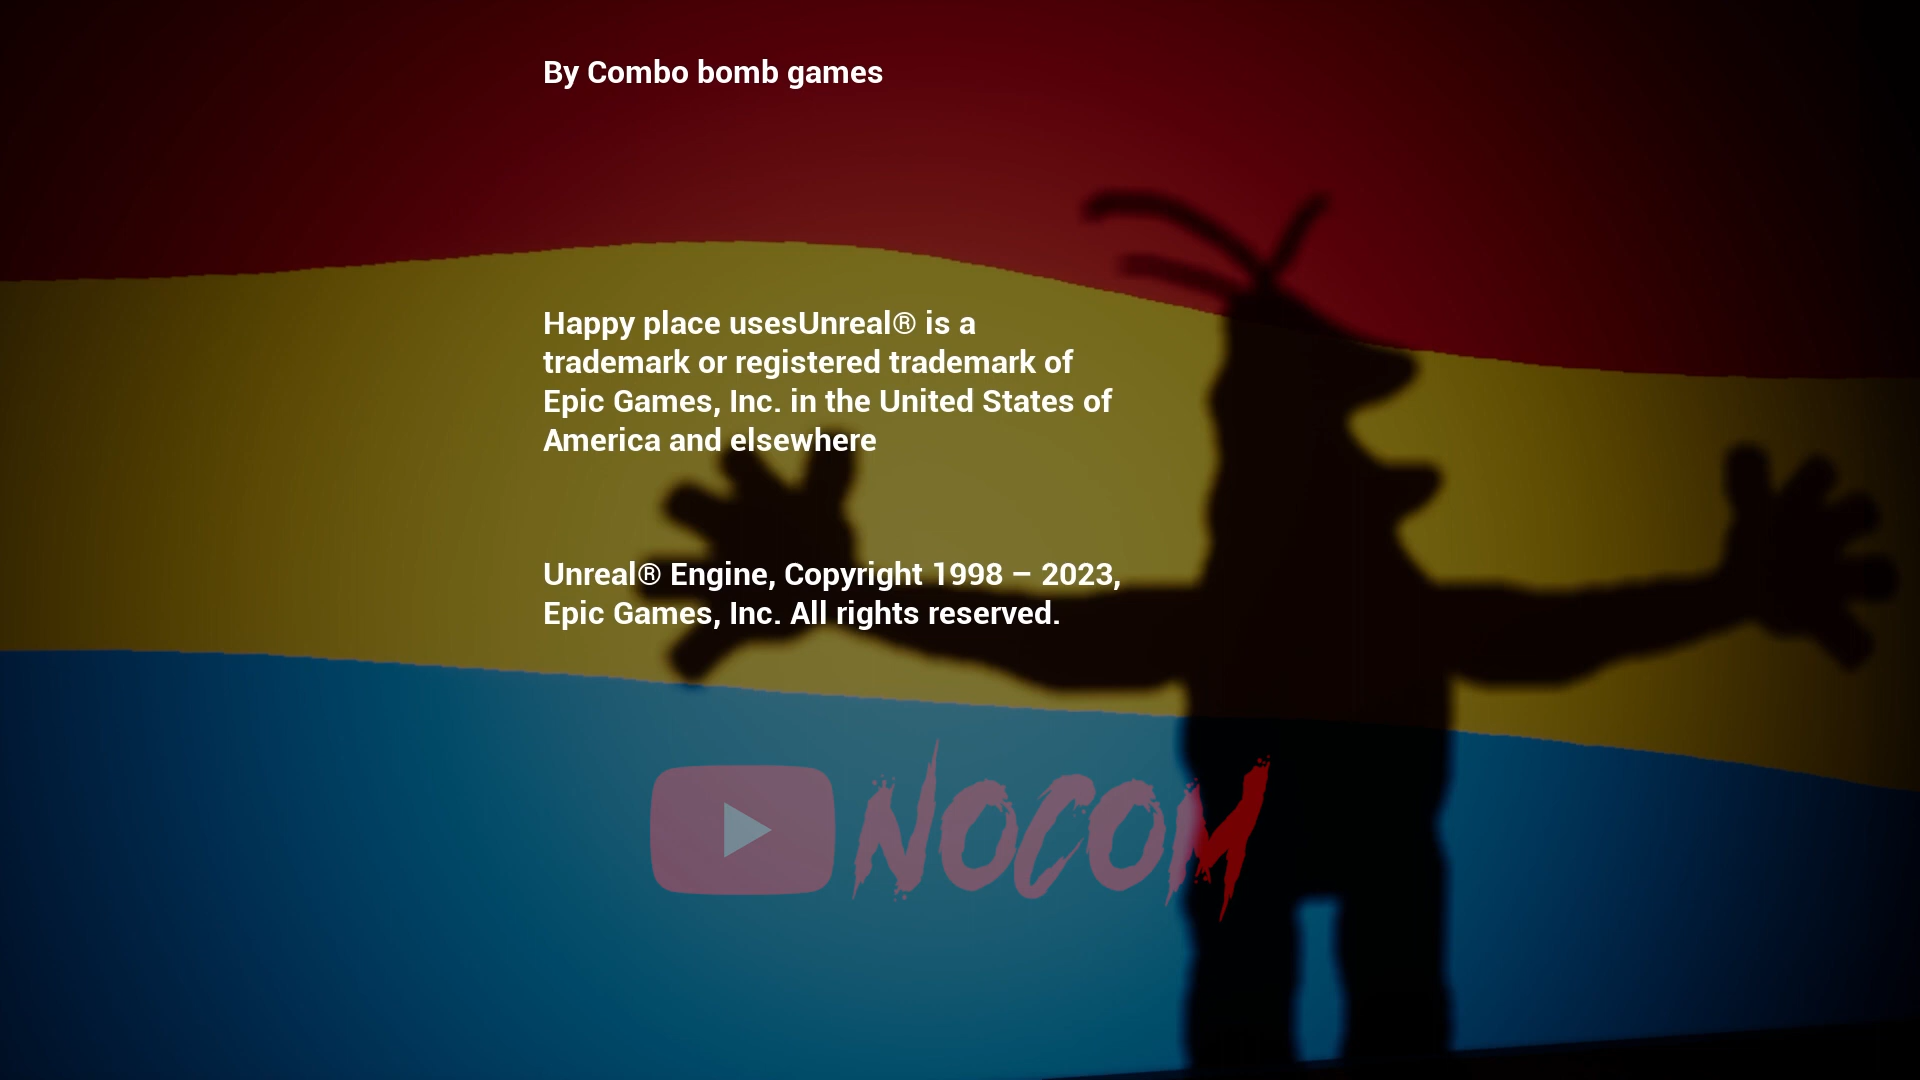 By Combo bomb games
Happy place usesUnreal® is a
trademark or registered trademark of
Epic Games, Inc. in the United States of
America and elsewhere
Unreal® Engine, Copyright 1998 – 2023,
Epic Games, Inc. All rights reserved.
NOCOM